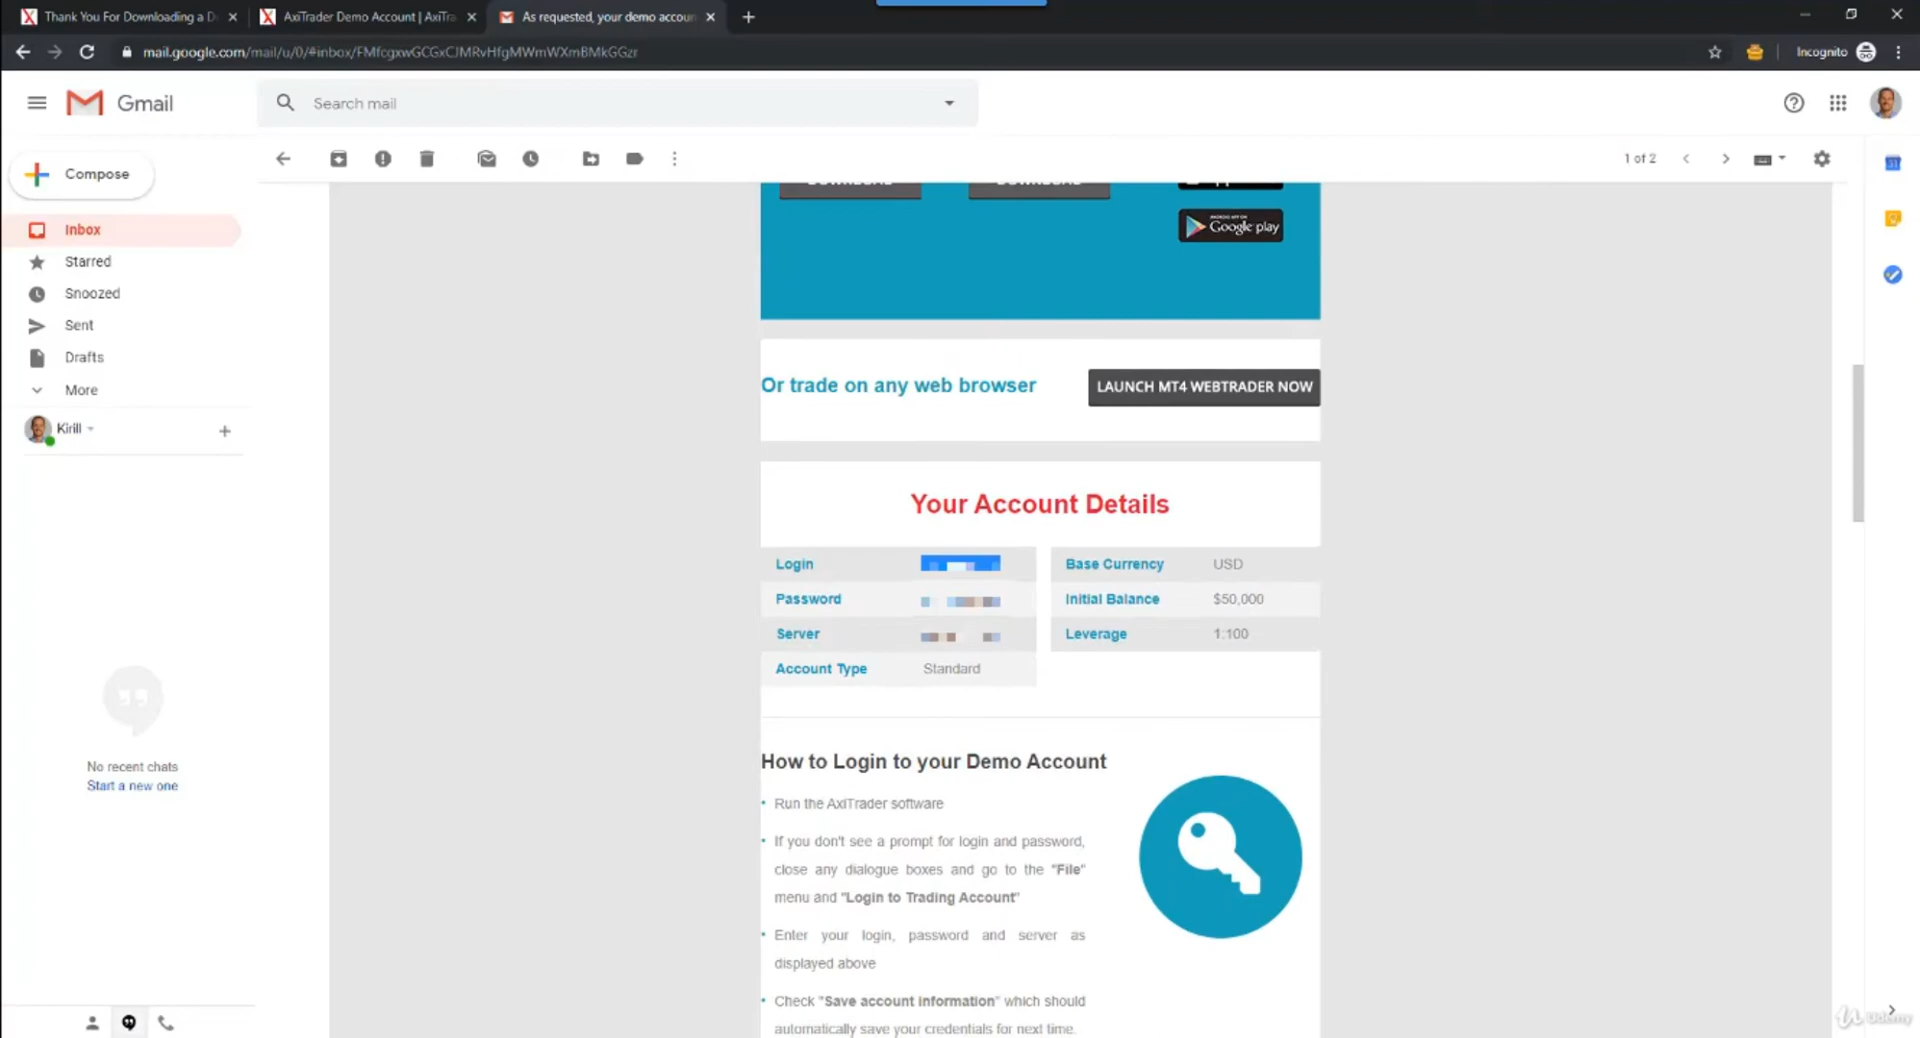 Thank You For Downloading a D
AxiTrader Demo Account | AxiTra
As requested, your demo accoun
mail.google.com/mail/u/0/#inbox/FMfcgxwGCGxCJMRvHfgMWmWXmBMkGGzr
Incognito
Gmail
Search mail
1 of 2
Compose
Inbox
Starred
Snoozed
Sent
Drafts
More
Kirill
No recent chats
Start a new one
ANDROID APP ON
Google play
Or trade on any web browser
LAUNCH MT4 WEBTRADER NOW
Your Account Details
Login
Base Currency USD
Password
Initial Balance $50,000
Server
Leverage 1:100
Account Type Standard
How to Login to your Demo Account
• Run the AxiTrader software
• If you don't see a prompt for login and password,
close any dialogue boxes and go to the "File"
menu and "Login to Trading Account"
• Enter your login, password and server as
displayed above
• Check "Save account information" which should
automatically save your credentials for next time.
Udemy